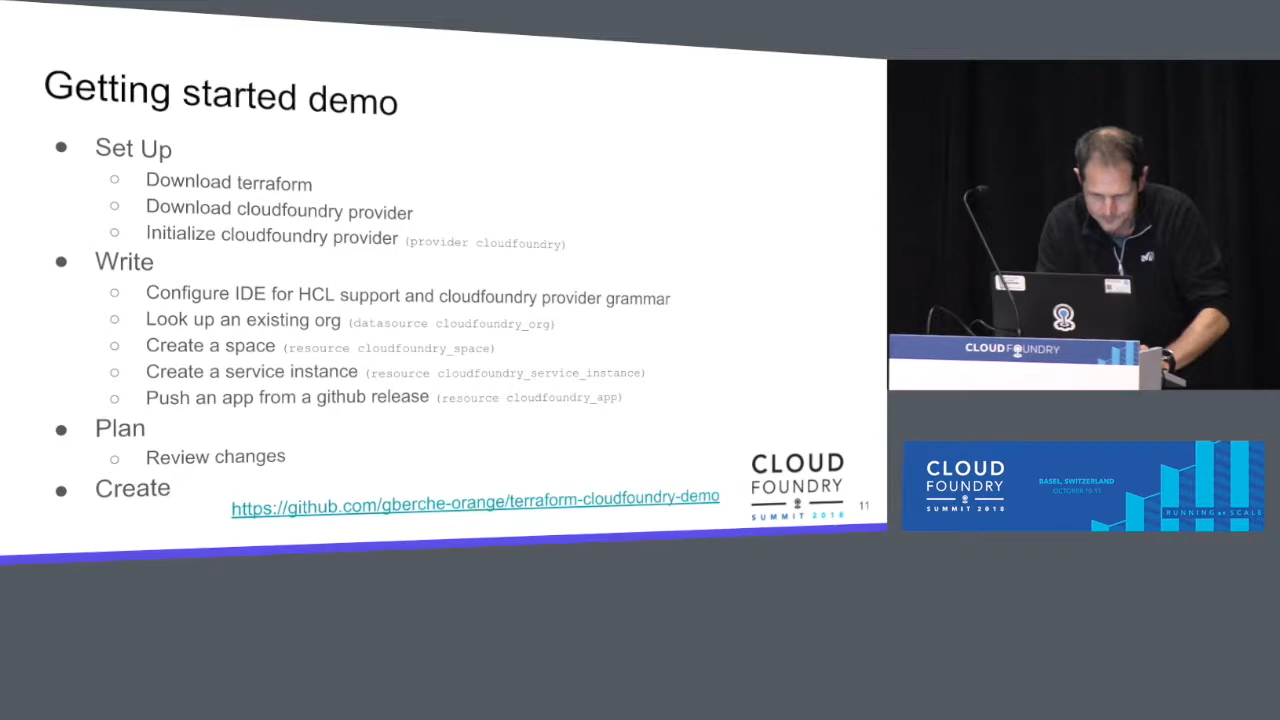 Getting started demo
● Set Up
○ Download terraform
○ Download cloudfoundry provider
○ Initialize cloudfoundry provider (provider cloudfoundry)
● Write
○ Configure IDE for HCL support and cloudfoundry provider grammar
○ Look up an existing org (datasource cloudfoundry_org)
○ Create a space (resource cloudfoundry_space)
○ Create a service instance (resource cloudfoundry_service_instance)
○ Push an app from a github release (resource cloudfoundry_app)
● Plan
○ Review changes
● Create
https://github.com/gberche-orange/terraform-cloudfoundry-demo
CLOUD
FOUNDRY
SUMMIT 2018
11
CLOUD FOUNDRY
CLOUD
FOUNDRY
SUMMIT 2018
BASEL, SWITZERLAND
OCTOBER 10-11
RUNNING AT SCALE